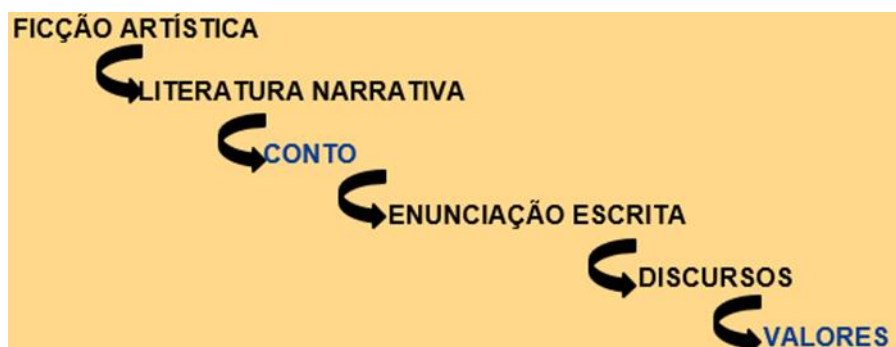 FICÇÃO ARTÍSTICA
LITERATURA NARRATIVA
CONTO
ENUNCIAÇÃO ESCRITA
DISCURSOS
VALORES